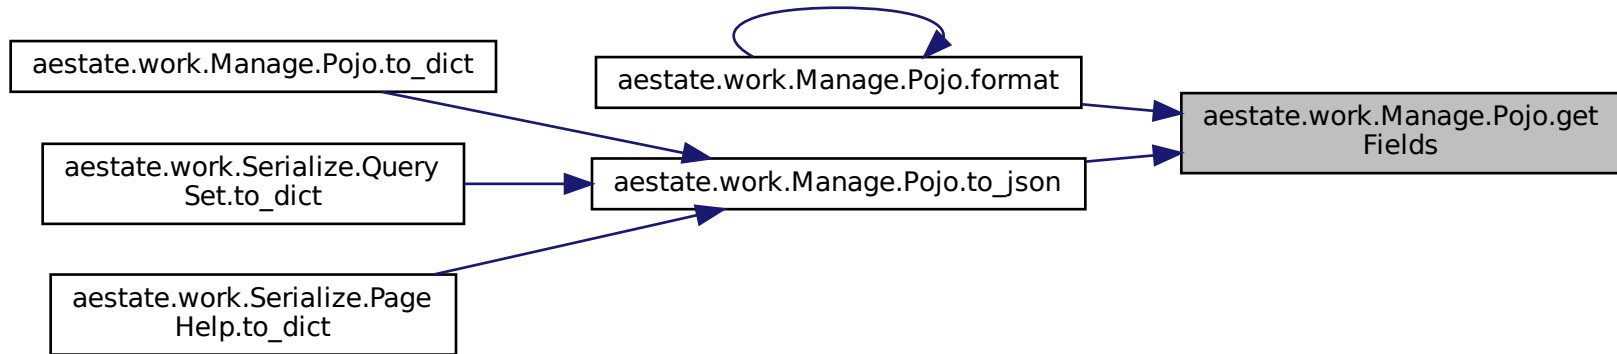 aestate.work.Manage.Pojo.to_dict
aestate.work.Serialize.Query
Set.to_dict
aestate.work.Serialize.Page
Help.to_dict
aestate.work.Manage.Pojo.format
aestate.work.Manage.Pojo.to_json
aestate.work.Manage.Pojo.get
Fields